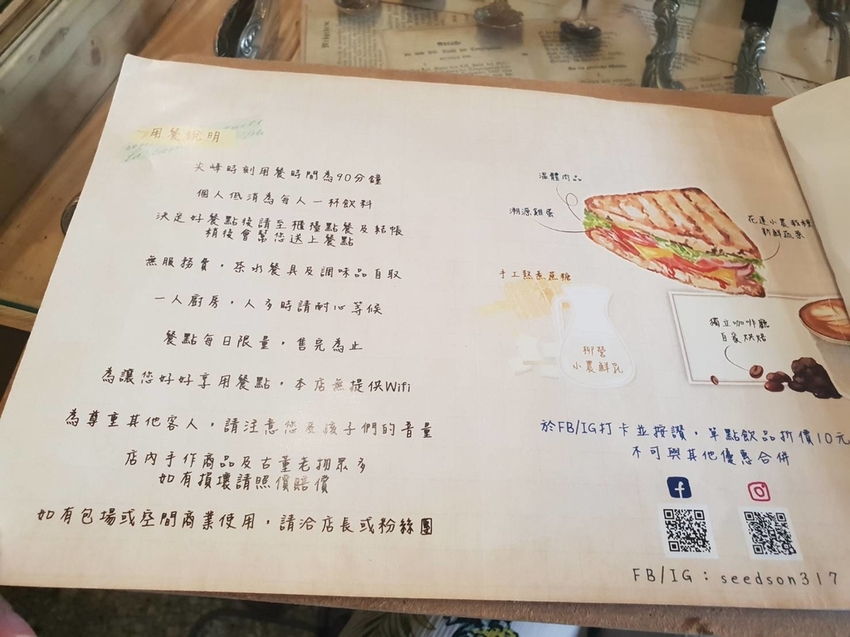 用餐說明
尖峰時刻用餐時間為90分鐘
個人低消為每人一杯飲料
決定好餐點後請至櫃檯點餐及結帳
稍後會幫您送上餐點
無服務費，茶水餐具及調味品自取
一人廚房，人多時請耐心等候
餐點每日限量，售完為止
為讓您好好享用餐點，本店無提供Wifi
為尊重其他客人，請注意您及孩子們的音量
店內手作商品及古董老物眾多
如有損壞請照價賠償
如有包場或空間商業使用，請洽店長或粉絲團
溫體肉品
溯源雞蛋
花蓮小農栽種
新鮮蔬菜
手工熬煮蔗糖
柳營
小農鮮乳
獨立咖啡廳
自家烘焙
於FB/IG打卡並按讚，單點飲品折價10元
不可與其他優惠合併
FB/IG：seedson317